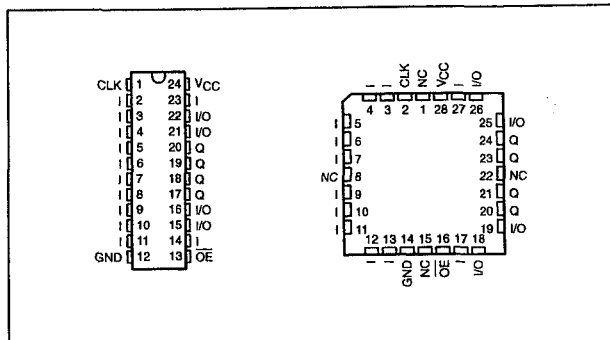 CLK 1 24 VCC
I 2 23 I
I 3 22 I/O
I 4 21 I/O
I 5 20 Q
I 6 19 Q
I 7 18 Q
I 8 17 Q
I 9 16 I/O
I 10 15 I/O
I 11 14 I
GND 12 13 O̅E̅
I I CLK NC VCC I I/O
4 3 2 1 28 27 26
I 5 25 I/O
I 6 24 Q
I 7 23 Q
NC 8 22 NC
I 9 21 Q
I 10 20 Q
I 11 19 I/O
12 13 14 15 16 17 18
I I GND NC O̅E̅ I I/O